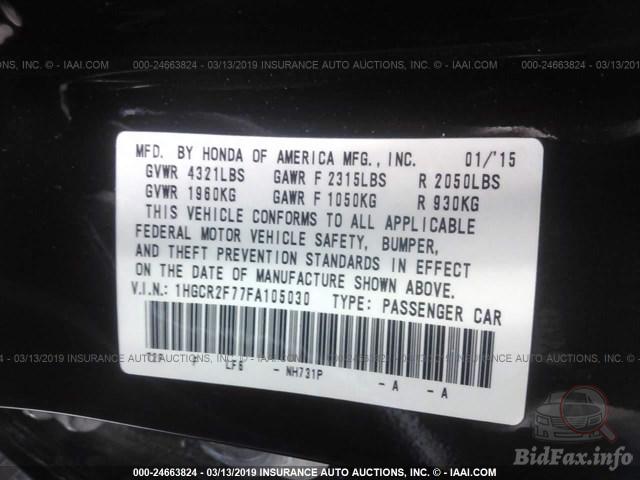 000-24663824 - 03/13/2019 INSURANCE AUTO AUCTIONS, INC. - © IAAI.COM
MFD. BY HONDA OF AMERICA MFG., INC. 01/'15
GVWR 4321LBS GAWR F 2315LBS R 2050LBS
GVWR 1960KG GAWR F 1050KG R 930KG
THIS VEHICLE CONFORMS TO ALL APPLICABLE
FEDERAL MOTOR VEHICLE SAFETY, BUMPER,
AND THEFT PREVENTION STANDARDS IN EFFECT
ON THE DATE OF MANUFACTURE SHOWN ABOVE.
V.I.N.: 1HGCR2F77FA105030 TYPE: PASSENGER CAR
LF6 - NH731P - A - A
000-24663824 - 03/13/2019 INSURANCE AUTO AUCTIONS, INC. - © IAAI.COM
000-24663824 - 03/13/2019 INSURANCE AUTO AUCTIONS, INC. - © IAAI.COM
BidFax.info